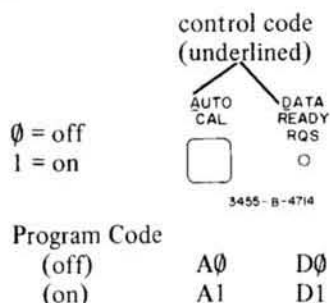 control code
(underlined)
AUTO DATA
CAL READY
RQS
Ø = off
1 = on
3455-B-4714
Program Code
(off) AØ DØ
(on) A1 D1